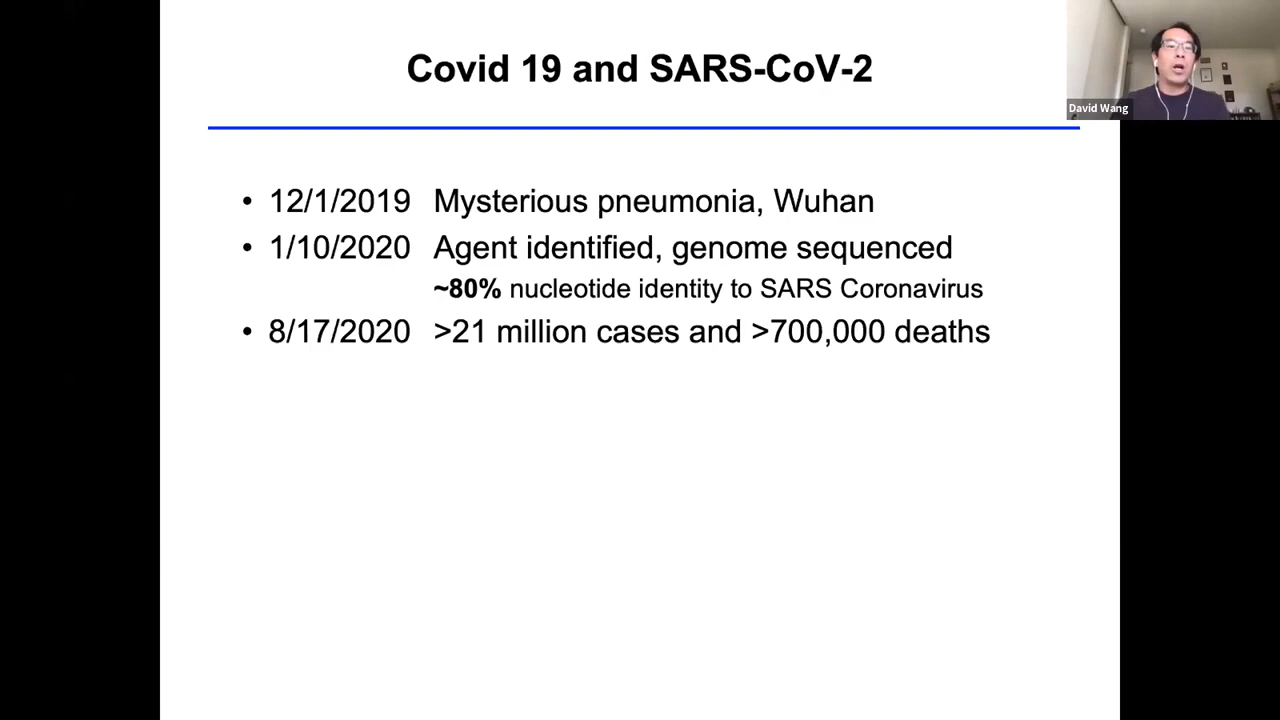 Covid 19 and SARS-CoV-2
David Wang
• 12/1/2019 Mysterious pneumonia, Wuhan
• 1/10/2020 Agent identified, genome sequenced
~80% nucleotide identity to SARS Coronavirus
• 8/17/2020 >21 million cases and >700,000 deaths